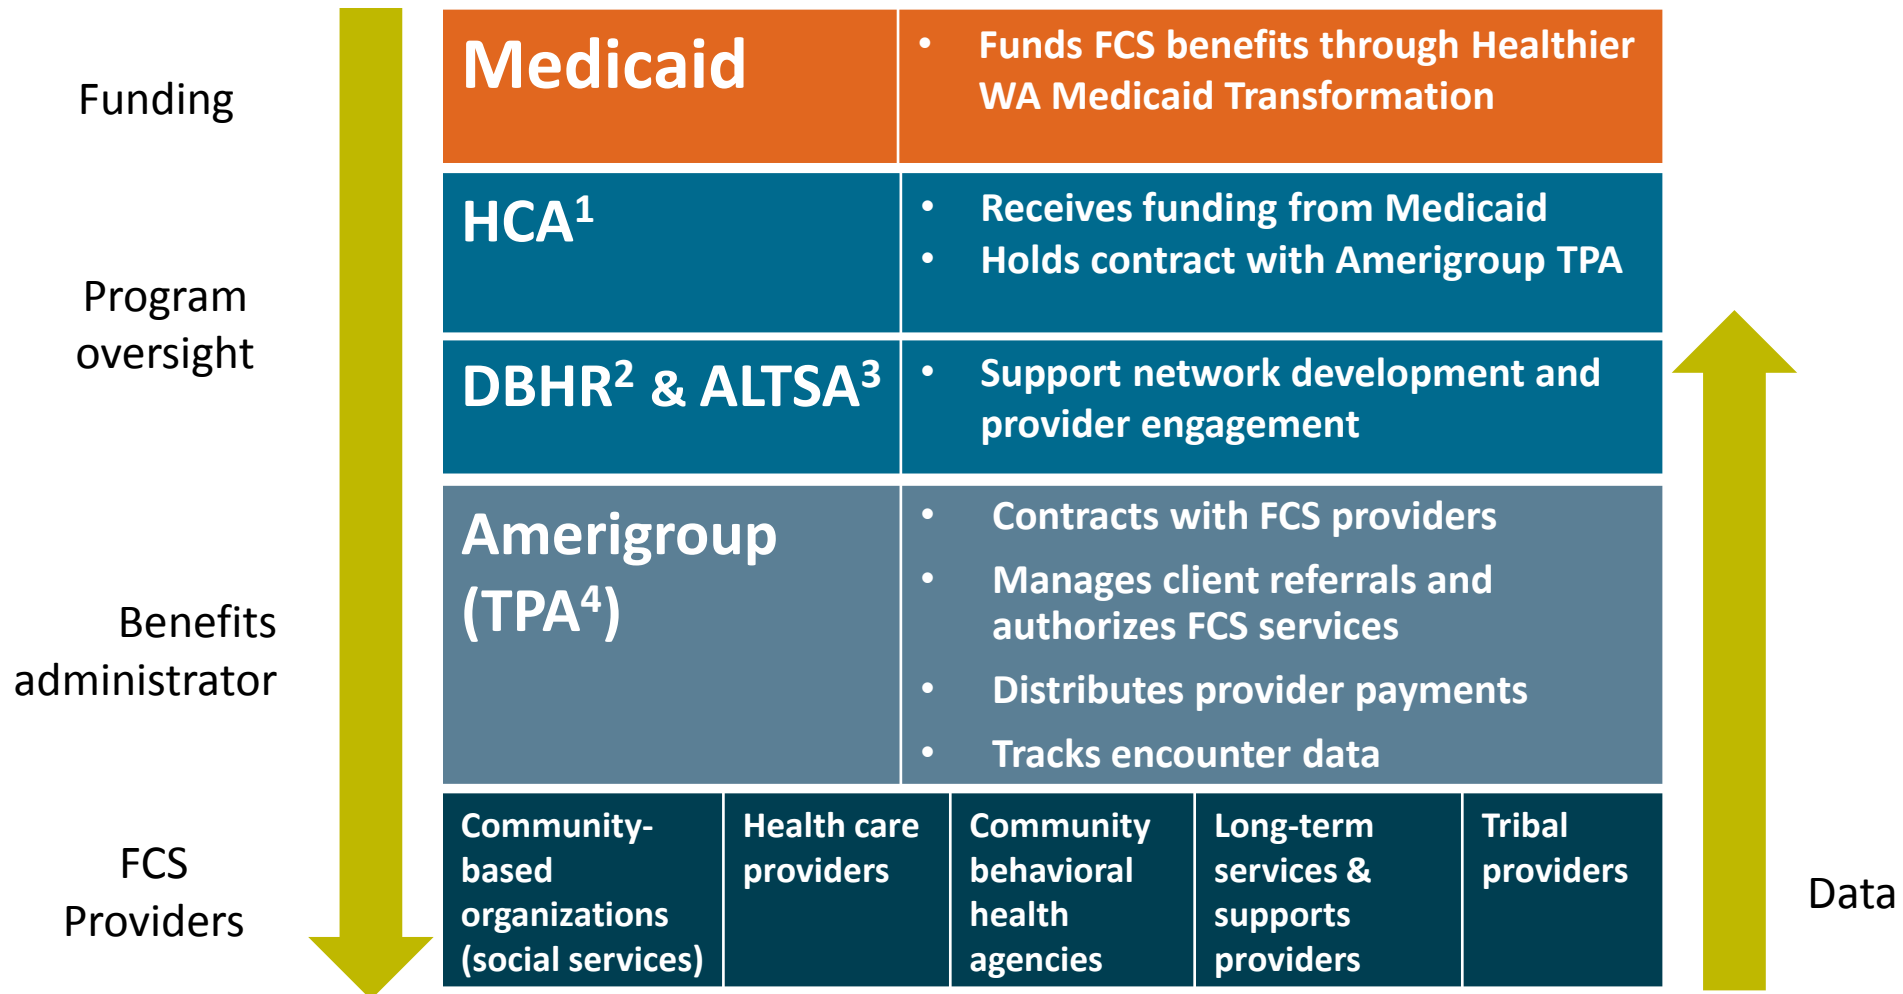 Funding
Medicaid
• Funds FCS benefits through Healthier
WA Medicaid Transformation
Program
oversight
HCA¹
• Receives funding from Medicaid
• Holds contract with Amerigroup TPA
DBHR² & ALTSA³
• Support network development and
provider engagement
Benefits
administrator
Amerigroup
(TPA⁴)
• Contracts with FCS providers
• Manages client referrals and
authorizes FCS services
• Distributes provider payments
• Tracks encounter data
FCS
Providers
Community-
based
organizations
(social services)
Health care
providers
Community
behavioral
health
agencies
Long-term
services &
supports
providers
Tribal
providers
Data